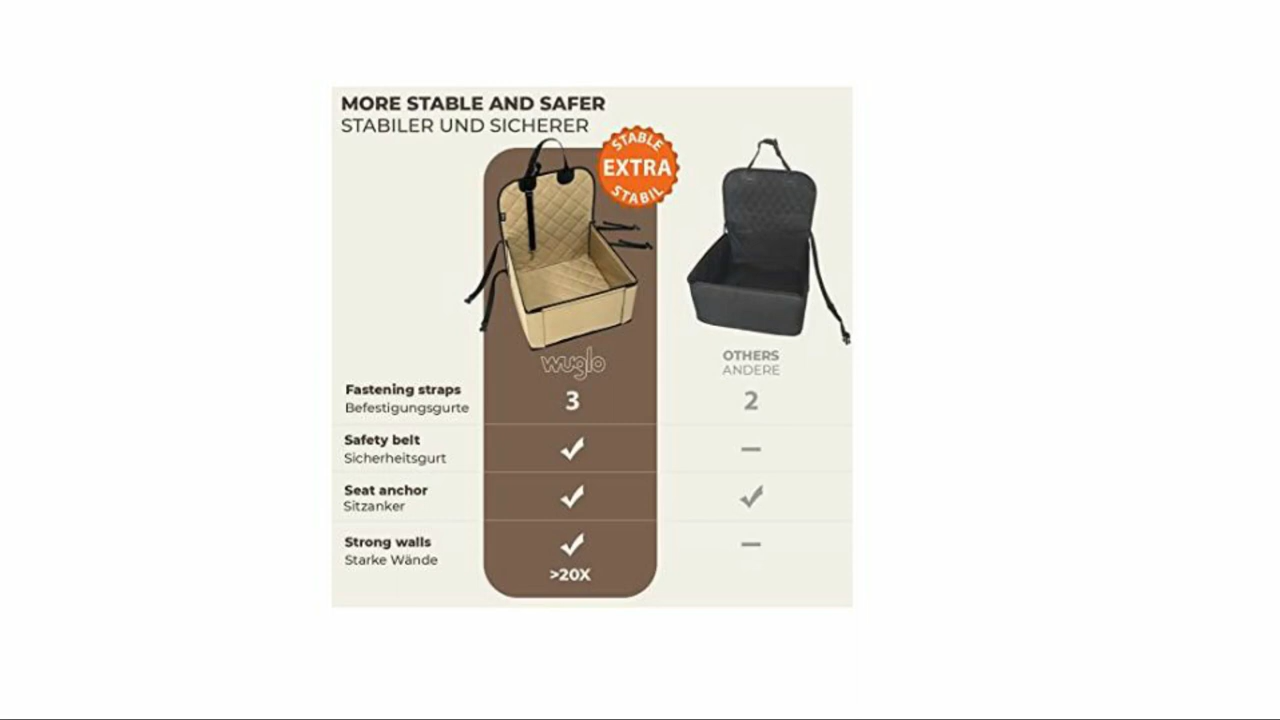 MORE STABLE AND SAFER
STABILER UND SICHERER
STABLE
EXTRA
STABIL
wuglo
OTHERS
ANDERE
Fastening straps
Befestigungsgurte
3
2
Safety belt
Sicherheitsgurt
Seat anchor
Sitzanker
Strong walls
Starke Wände
>20X